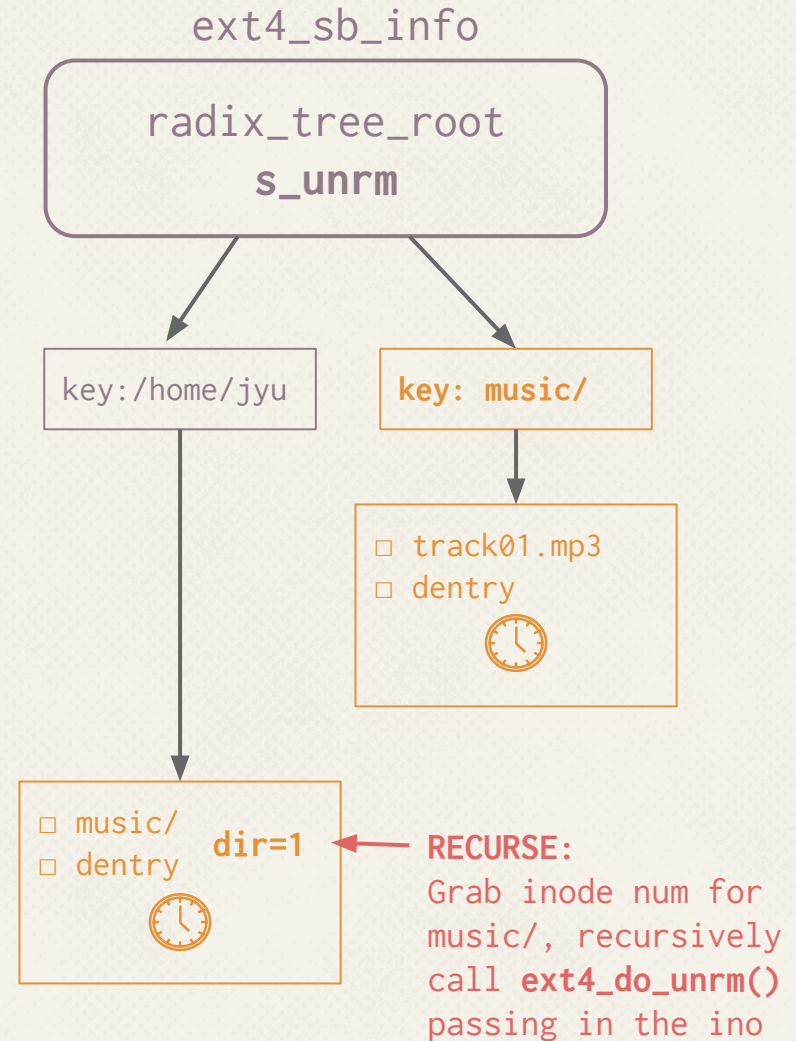 ext4_sb_info
radix_tree_root
s_unrm
key:/home/jyu
key: music/
□ track01.mp3
□ dentry
□ music/
□ dentry
dir=1
RECURSE:
Grab inode num for
music/, recursively
call ext4_do_unrm()
passing in the ino